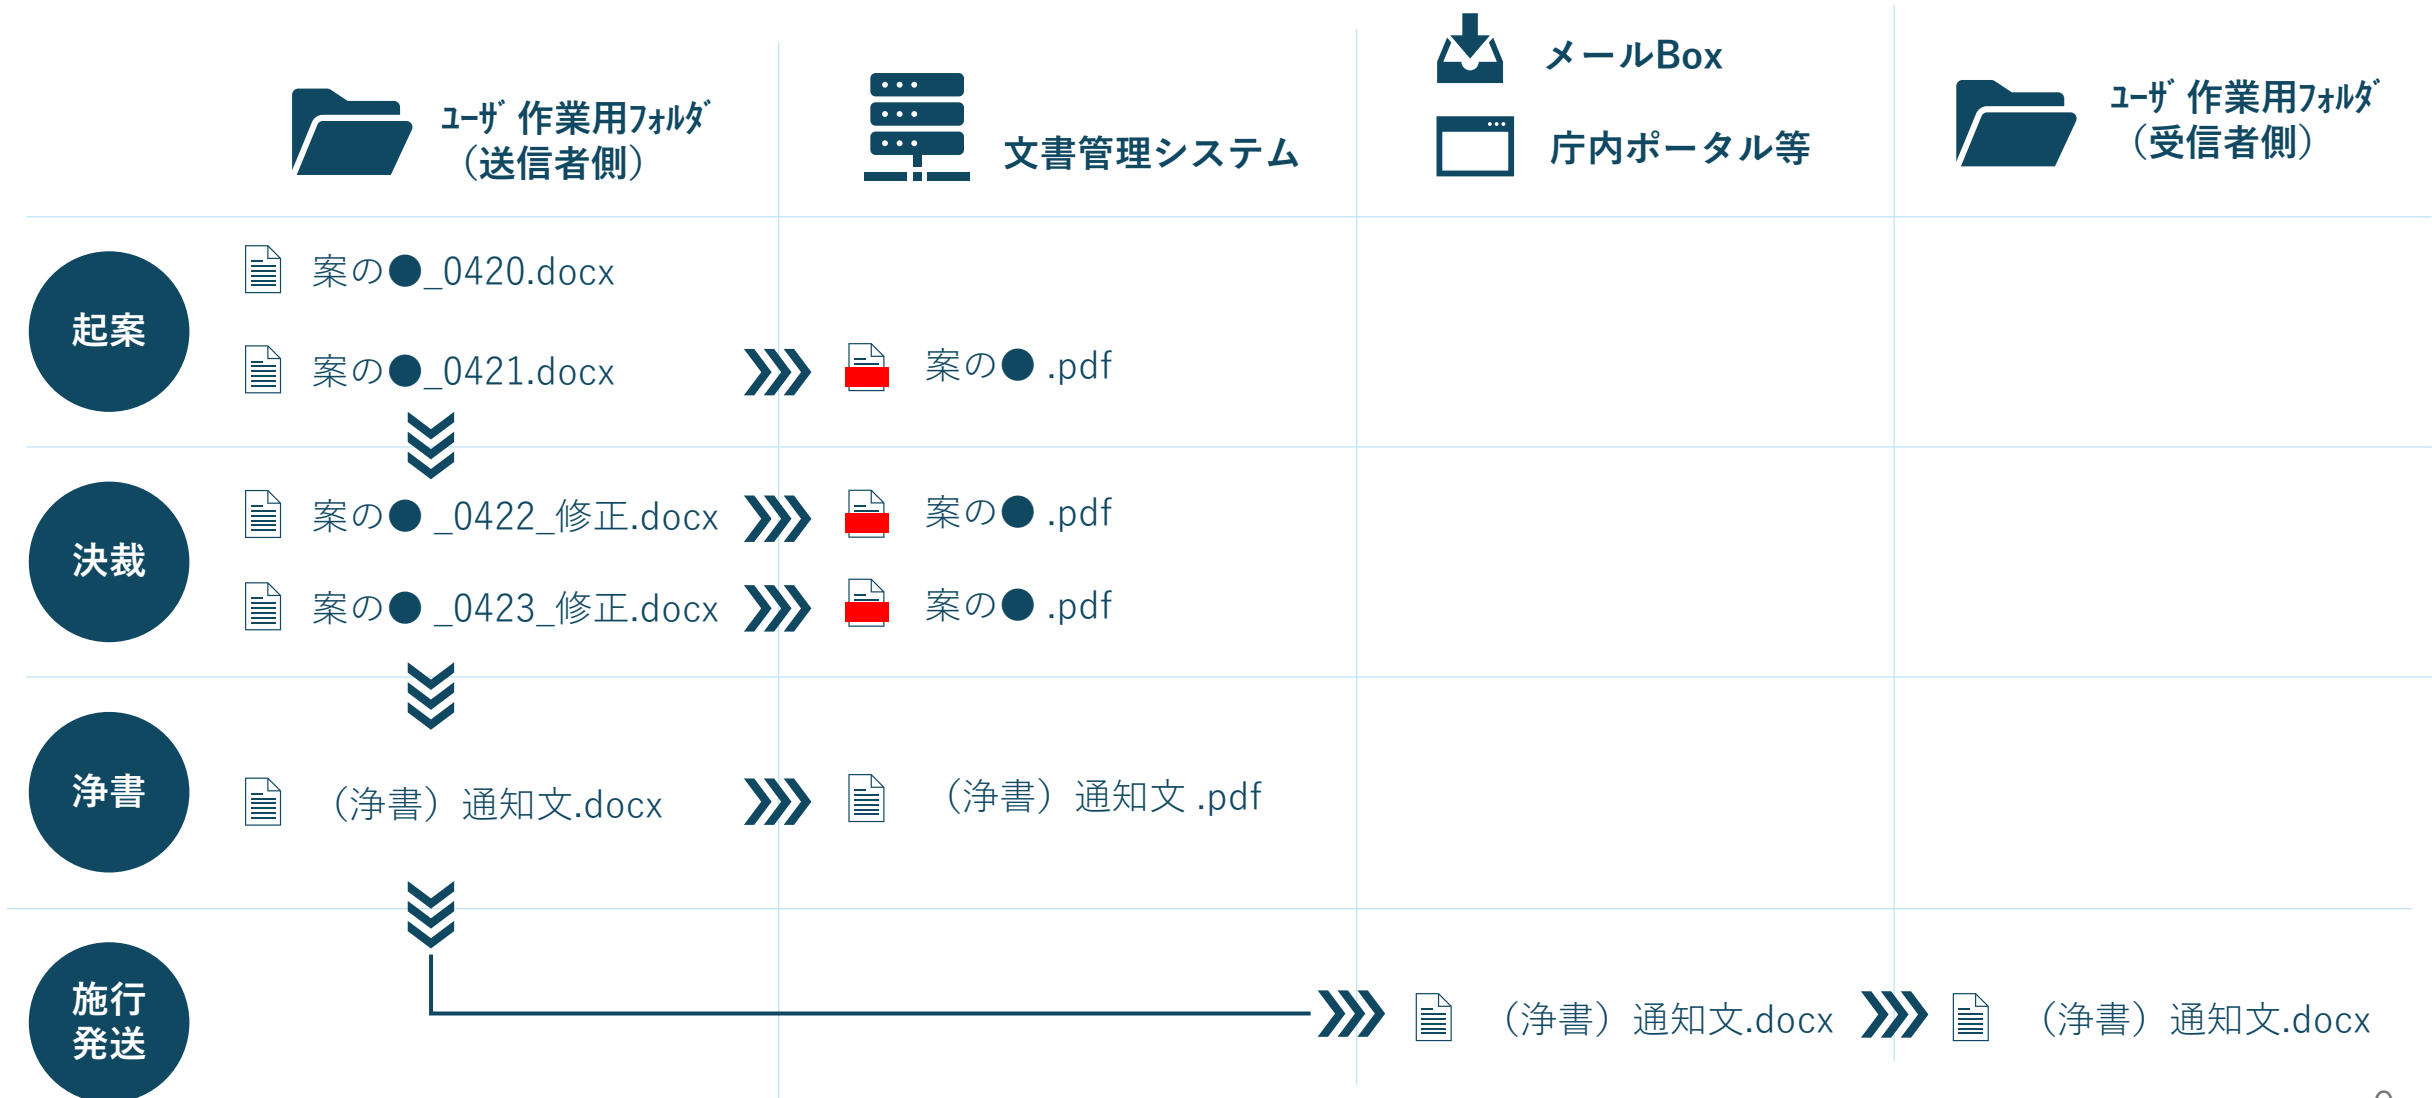 ﾕｰｻﾞ 作業用ﾌｫﾙﾀﾞ
（送信者側）
文書管理システム
メールBox
庁内ポータル等
ﾕｰｻﾞ 作業用ﾌｫﾙﾀﾞ
（受信者側）
起案
案の●_0420.docx
案の●_0421.docx
案の● .pdf
決裁
案の● _0422_修正.docx
案の● .pdf
案の● _0423_修正.docx
案の● .pdf
浄書
（浄書）通知文.docx
（浄書）通知文 .pdf
施行
発送
（浄書）通知文.docx
（浄書）通知文.docx